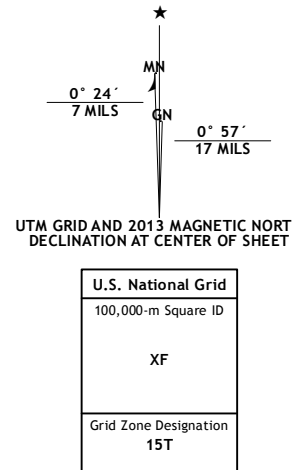 ★
MN
0° 24´
7 MILS
GN
0° 57´
17 MILS
UTM GRID AND 2013 MAGNETIC NORT
DECLINATION AT CENTER OF SHEET
U.S. National Grid
100,000-m Square ID
XF
Grid Zone Designation
15T